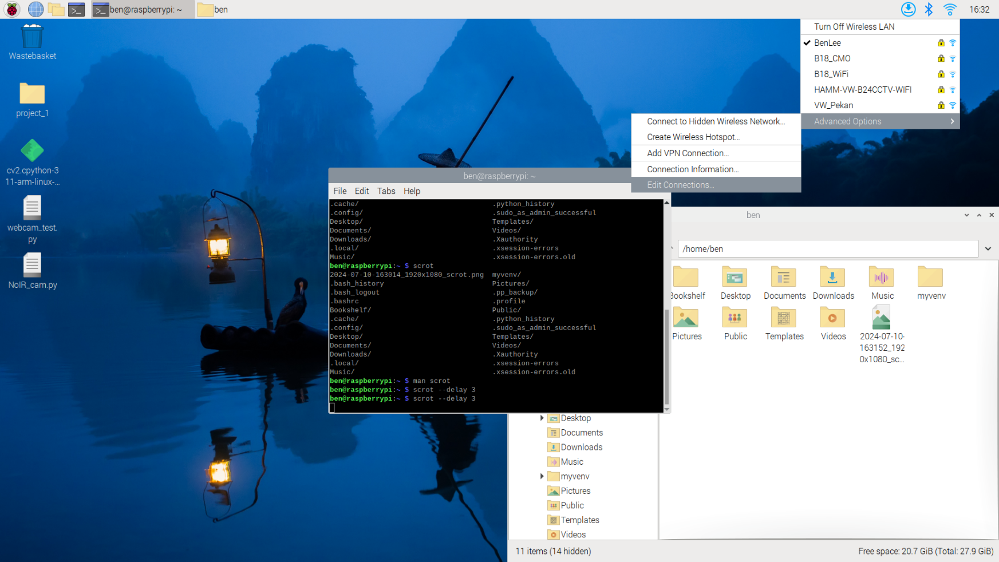 ben@raspberrypi: ~
ben
16:32
Wastebasket
project_1
cv2.cpython-3
11-arm-linux-...
webcam_test.
py
NoIR_cam.py
Turn Off Wireless LAN
BenLee
B18_CMO
B18_WiFi
HAMM-VW-B24CCTV-WIFI
VW_Pekan
Advanced Options
Connect to Hidden Wireless Network...
Create Wireless Hotspot...
Add VPN Connection...
Connection Information...
Edit Connections...
ben@raspberrypi: ~
File Edit Tabs Help
.cache/ .python_history
.config/ .sudo_as_admin_successful
Desktop/ Templates/
Documents/ Videos/
Downloads/ .Xauthority
.local/ .xsession-errors
Music/ .xsession-errors.old
ben@raspberrypi:~ $ scrot
2024-07-10-163014_1920x1080_scrot.png myvenv/
.bash_history Pictures/
.bash_logout .pp_backup/
.bashrc .profile
Bookshelf/ Public/
.cache/ .python_history
.config/ .sudo_as_admin_successful
Desktop/ Templates/
Documents/ Videos/
Downloads/ .Xauthority
.local/ .xsession-errors
Music/ .xsession-errors.old
ben@raspberrypi:~ $ man scrot
ben@raspberrypi:~ $ scrot --delay 3
ben@raspberrypi:~ $ scrot --delay 3
ben
/home/ben
Bookshelf Desktop Documents Downloads Music myvenv
Pictures Public Templates Videos 2024-07-10-
163152_192
0x1080_sc...
Desktop
Documents
Downloads
Music
myvenv
Pictures
Public
Templates
Videos
11 items (14 hidden)
Free space: 20.7 GiB (Total: 27.9 GiB)